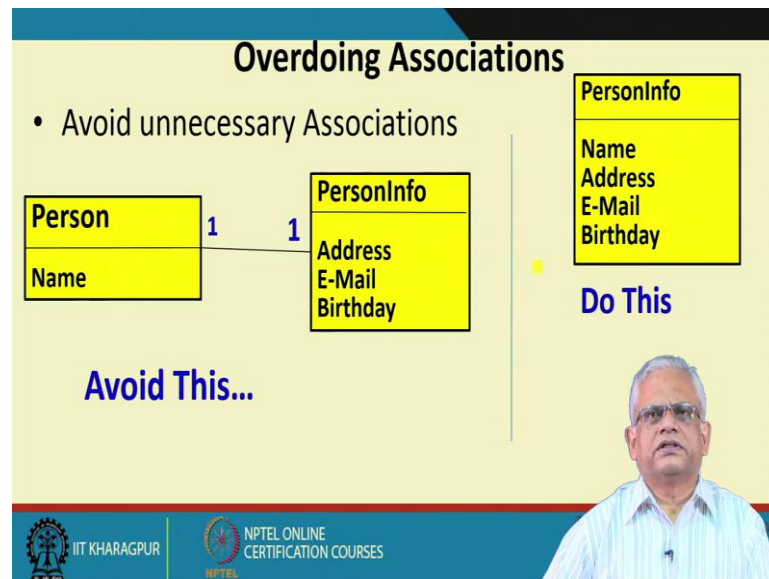 Overdoing Associations
• Avoid unnecessary Associations
Person
Name
1
1
PersonInfo
Address
E-Mail
Birthday
Avoid This...
PersonInfo
Name
Address
E-Mail
Birthday
Do This
IIT KHARAGPUR
NPTEL
NPTEL ONLINE
CERTIFICATION COURSES